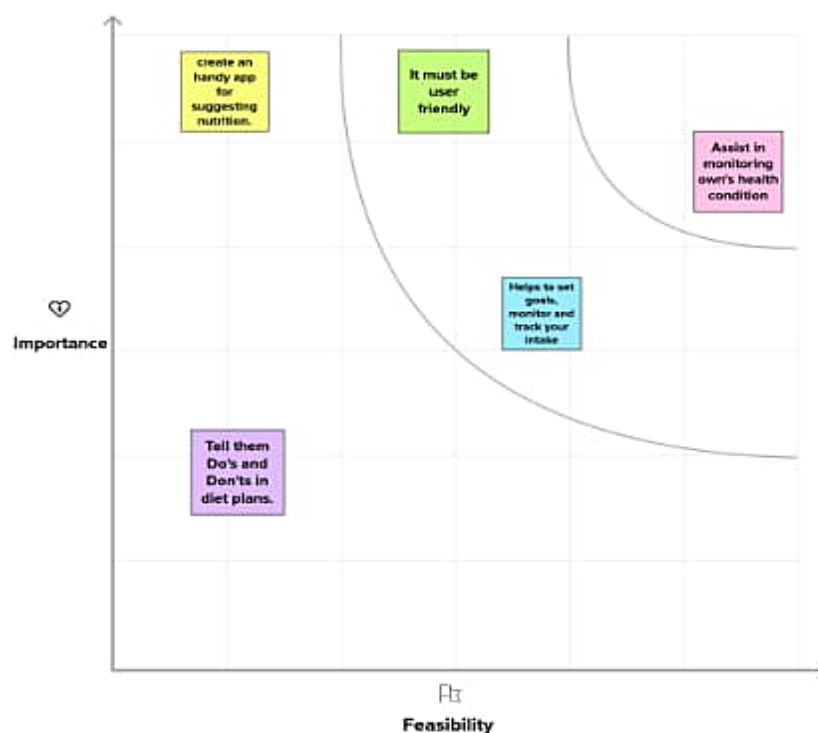 create an
handy app
for
suggesting
nutrition.
It must be
user
friendly
Assist in
monitoring
own's health
condition
Helps to set
goals,
monitor and
track your
intake
Importance
Tell them
Do's and
Don'ts in
diet plans.
Feasibility